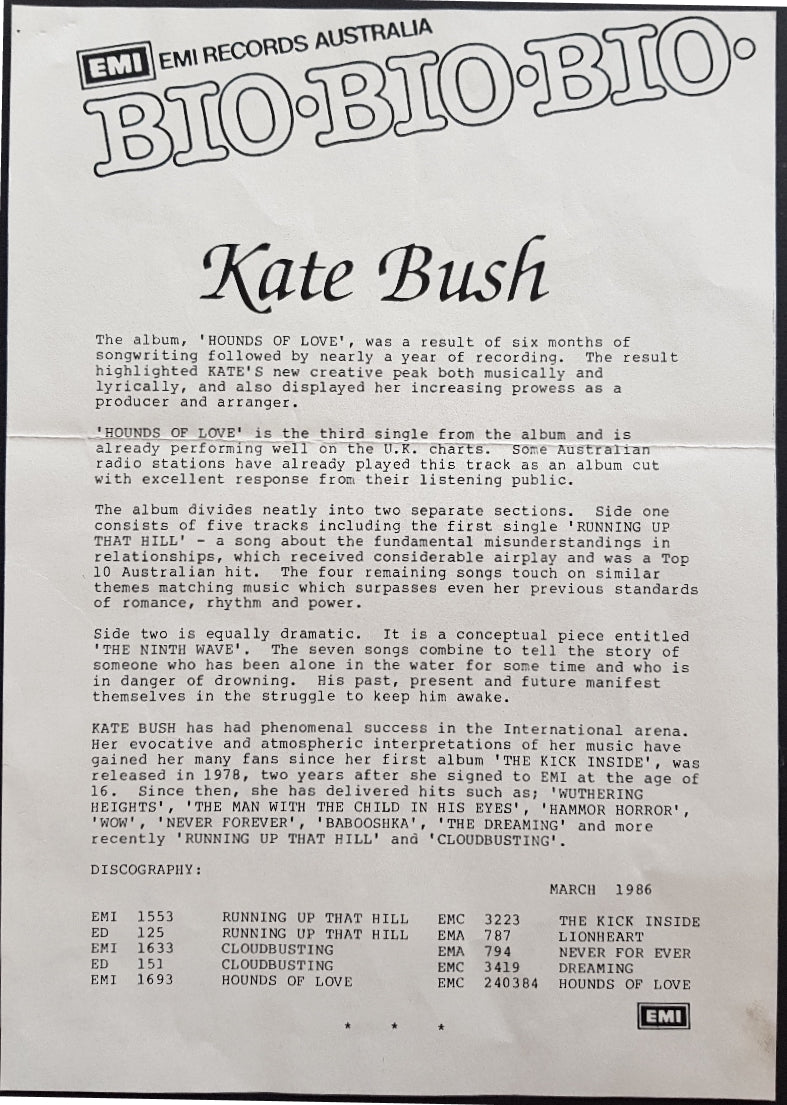 EMI EMI RECORDS AUSTRALIA
BIO•BIO•BIO•
Kate Bush
The album, 'HOUNDS OF LOVE', was a result of six months of
songwriting followed by nearly a year of recording. The result
highlighted KATE'S new creative peak both musically and
lyrically, and also displayed her increasing prowess as a
producer and arranger.
'HOUNDS OF LOVE' is the third single from the album and is
already performing well on the U.K. charts. Some Australian
radio stations have already played this track as an album cut
with excellent response from their listening public.
The album divides neatly into two separate sections. Side one
consists of five tracks including the first single 'RUNNING UP
THAT HILL' - a song about the fundamental misunderstandings in
relationships, which received considerable airplay and was a Top
10 Australian hit. The four remaining songs touch on similar
themes matching music which surpasses even her previous standards
of romance, rhythm and power.
Side two is equally dramatic. It is a conceptual piece entitled
'THE NINTH WAVE'. The seven songs combine to tell the story of
someone who has been alone in the water for some time and who is
in danger of drowning. His past, present and future manifest
themselves in the struggle to keep him awake.
KATE BUSH has had phenomenal success in the International arena.
Her evocative and atmospheric interpretations of her music have
gained her many fans since her first album 'THE KICK INSIDE', was
released in 1978, two years after she signed to EMI at the age of
16. Since then, she has delivered hits such as; 'WUTHERING
HEIGHTS', 'THE MAN WITH THE CHILD IN HIS EYES', 'HAMMOR HORROR',
'WOW', 'NEVER FOREVER', 'BABOOSHKA', 'THE DREAMING' and more
recently 'RUNNING UP THAT HILL' and 'CLOUDBUSTING'.
DISCOGRAPHY:
MARCH 1986
EMI 1553 RUNNING UP THAT HILL EMC 3223 THE KICK INSIDE
ED 125 RUNNING UP THAT HILL EMA 787 LIONHEART
EMI 1633 CLOUDBUSTING EMA 794 NEVER FOR EVER
ED 151 CLOUDBUSTING EMC 3419 DREAMING
EMI 1693 HOUNDS OF LOVE EMC 240384 HOUNDS OF LOVE
EMI
* * *